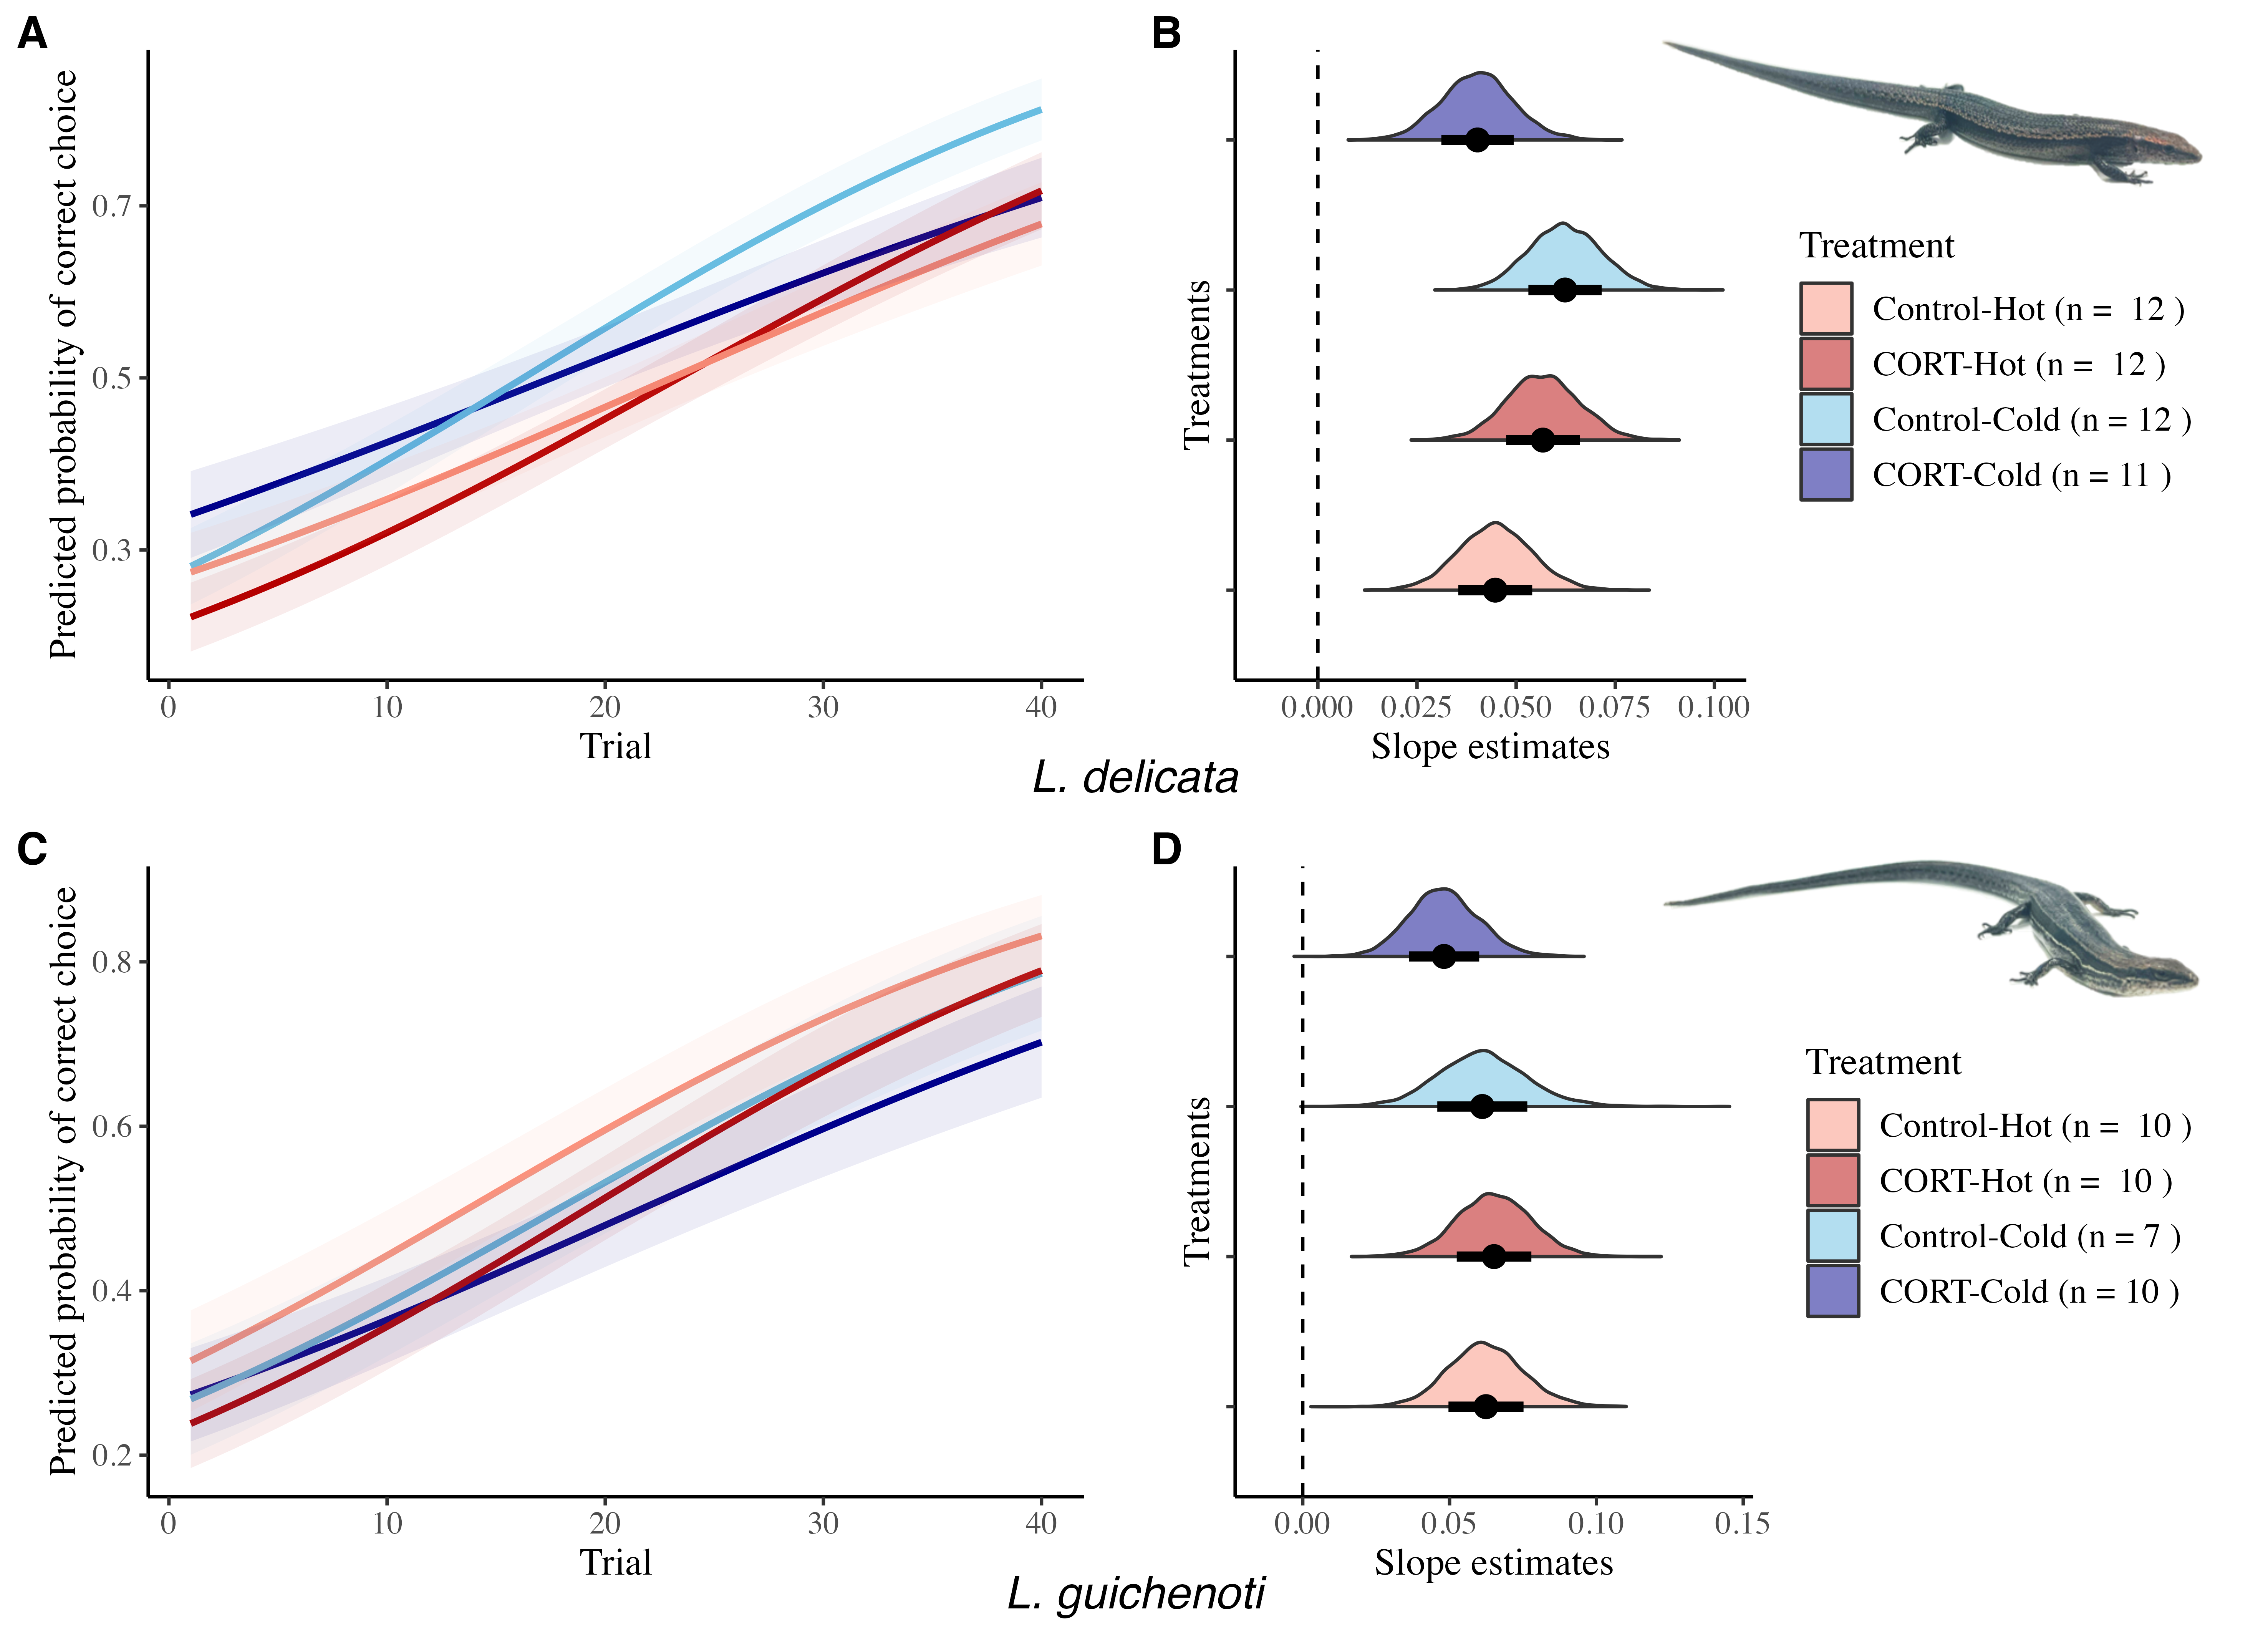 A
Predicted probability of correct choice
0.7
0.5
0.3
0 10 20 30 40
Trial
B
Treatments
0.000 0.025 0.050 0.075 0.100
Slope estimates
Treatment
Control-Hot (n = 12 )
CORT-Hot (n = 12 )
Control-Cold (n = 12 )
CORT-Cold (n = 11 )
L. delicata
C
Predicted probability of correct choice
0.8
0.6
0.4
0.2
0 10 20 30 40
Trial
D
Treatments
0.00 0.05 0.10 0.15
Slope estimates
Treatment
Control-Hot (n = 10 )
CORT-Hot (n = 10 )
Control-Cold (n = 7 )
CORT-Cold (n = 10 )
L. guichenoti